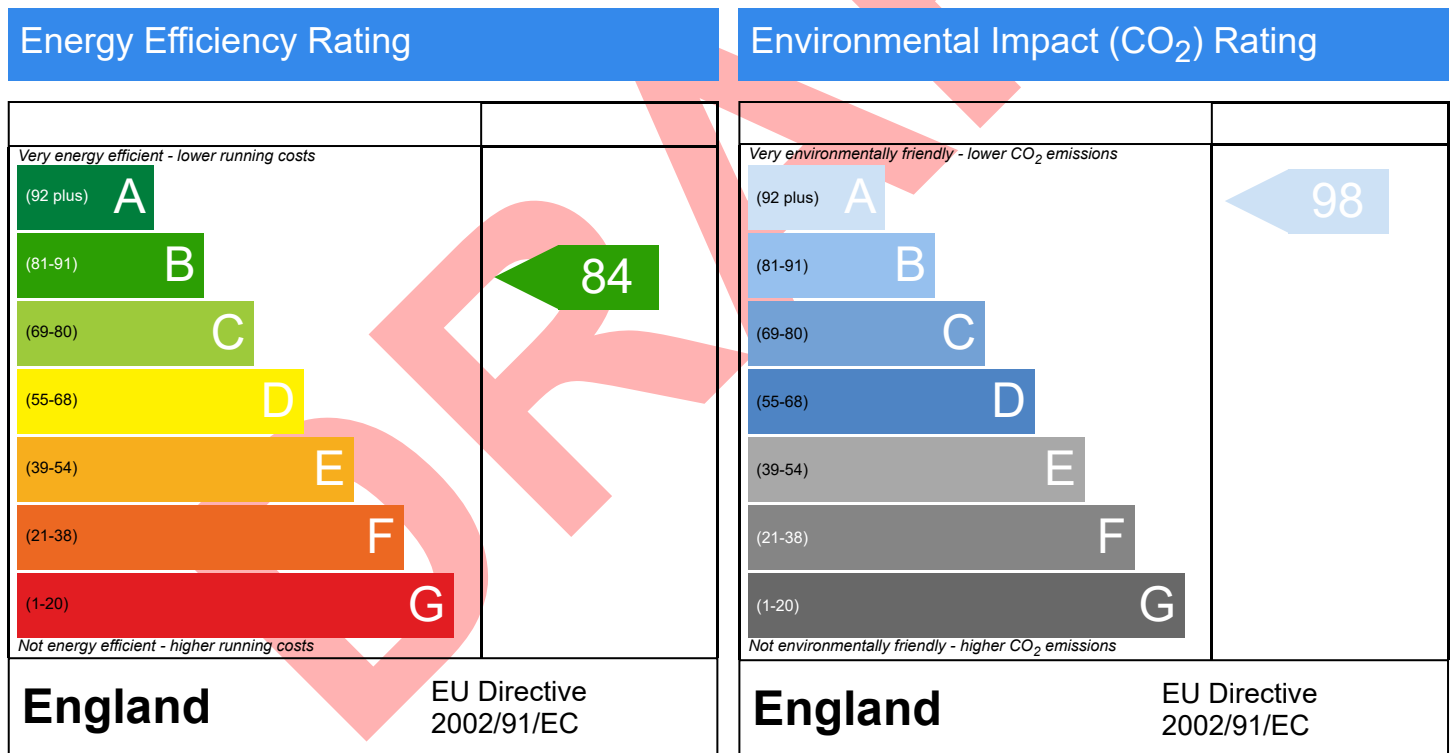 Energy Efficiency Rating
Very energy efficient - lower running costs
(92 plus) A
(81-91) B
84
(69-80) C
(55-68) D
(39-54) E
(21-38) F
(1-20) G
Not energy efficient - higher running costs
England
EU Directive
2002/91/EC
Environmental Impact (CO₂) Rating
Very environmentally friendly - lower CO₂ emissions
(92 plus) A
98
(81-91) B
(69-80) C
(55-68) D
(39-54) E
(21-38) F
(1-20) G
Not environmentally friendly - higher CO₂ emissions
England
EU Directive
2002/91/EC